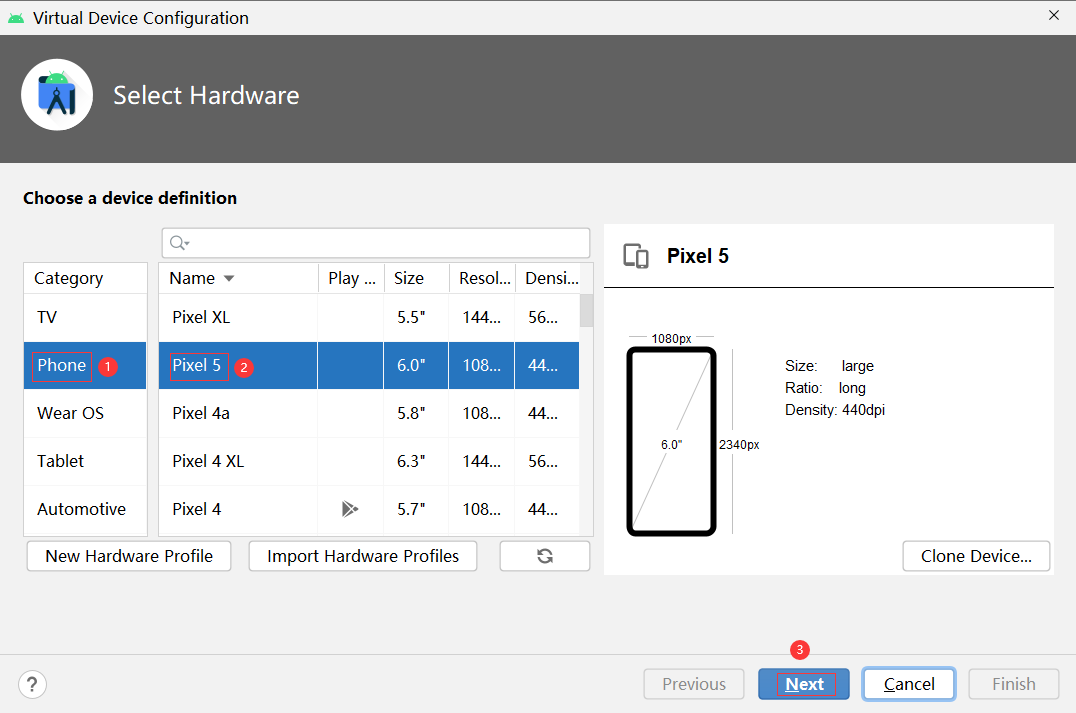 Virtual Device Configuration
Select Hardware
Choose a device definition
Category
Name Play ... Size Resol... Densi...
TV
Pixel XL 5.5" 144... 56...
Phone 1
Pixel 5 2 6.0" 108... 44...
Wear OS
Pixel 4a 5.8" 108... 44...
Tablet
Pixel 4 XL 6.3" 144... 56...
Automotive
Pixel 4 5.7" 108... 44...
New Hardware Profile
Import Hardware Profiles
Pixel 5
1080px
6.0"
2340px
Size: large
Ratio: long
Density: 440dpi
Clone Device...
3
?
Previous
Next
Cancel
Finish